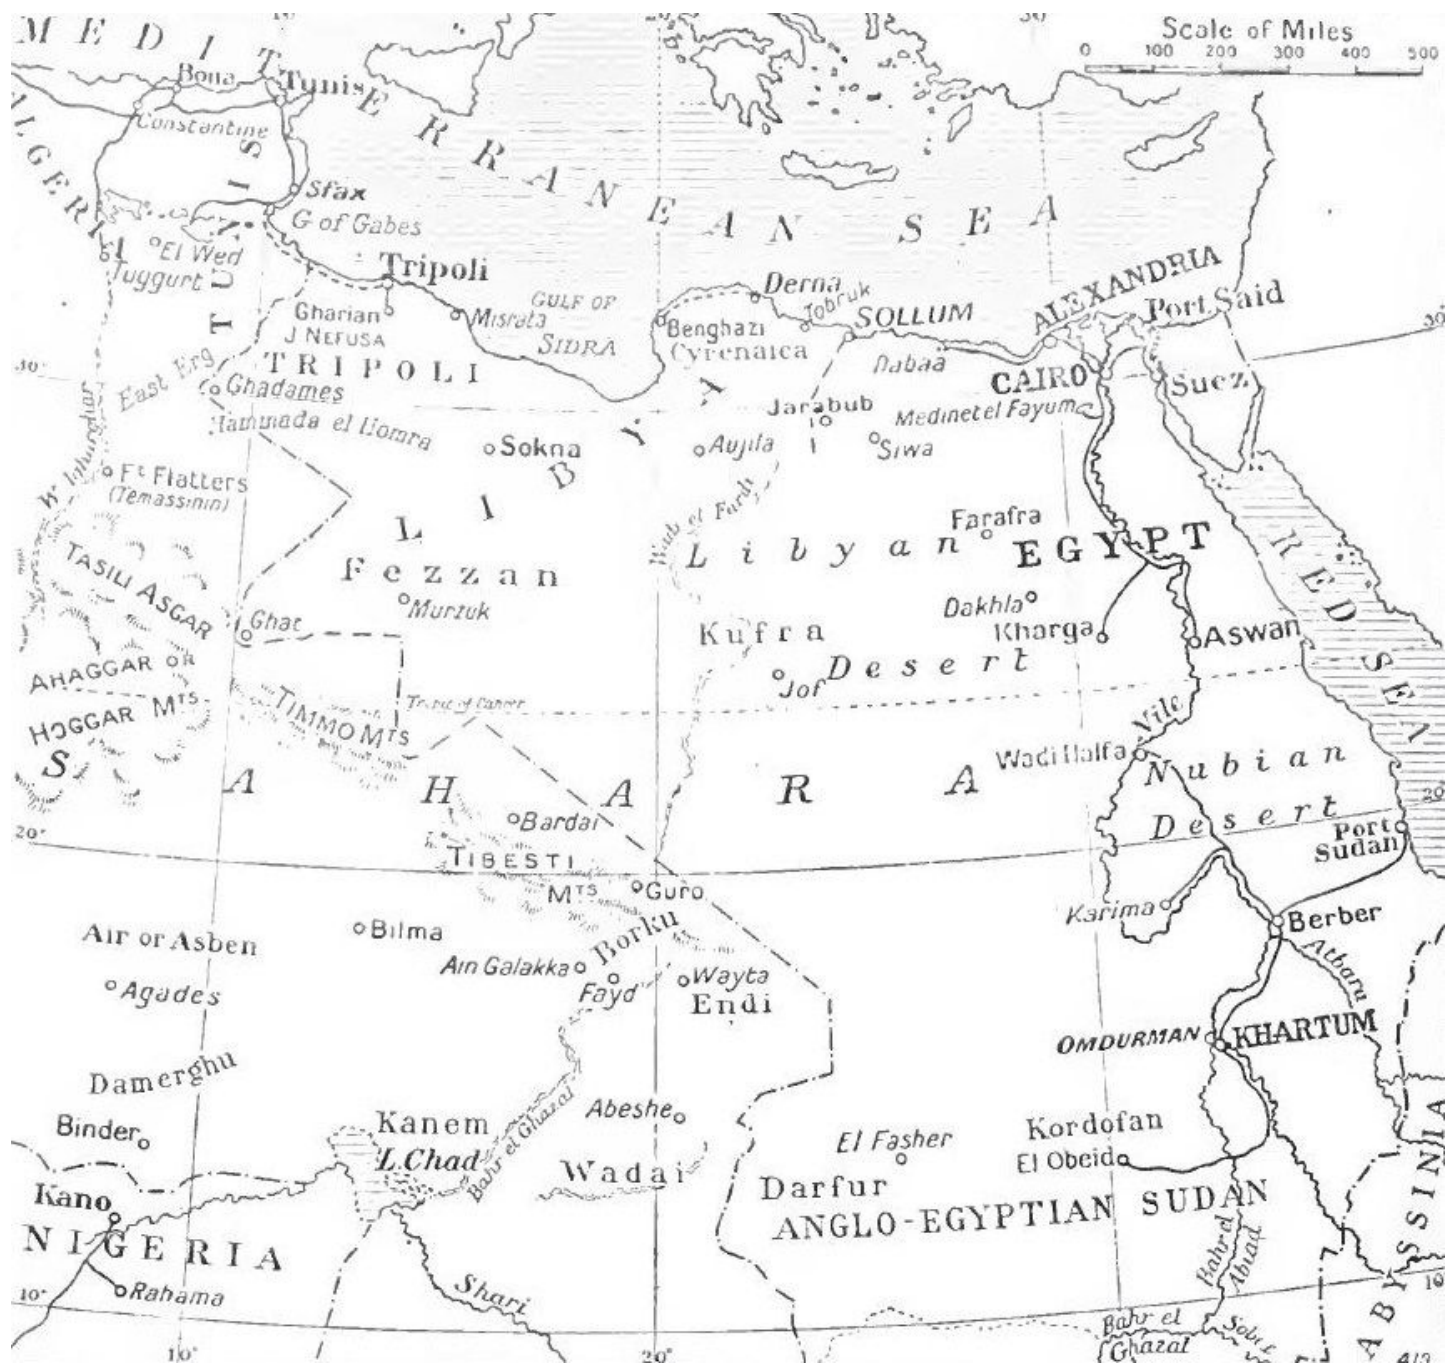 10°
30°
Scale of Miles
0 100 200 300 400 500
MEDITERRANEAN SEA
Bona
Tunis
Constantine
ALGERIA
TUNIS
Sfax
G of Gabes
El Wed
Tuggurt
Tripoli
Gharian
J NEFUSA
Misrata
GULF OF
SIDRA
Derna
Tobruk
Benghazi
Cyrenaica
SOLLUM
ALEXANDRIA
Port Said
30°
30°
Dabaa
CAIRO
Suez
TRIPOLI
East Erg
Ghadames
Hammada el Homra
Jarabub
Medinet el Fayum
Sokna
Aujila
Siwa
LIBYA
Ft Flatters
(Temassinin)
Farafra
Libyan
Desert
EGYPT
RED SEA
TASILI ASGAR
Fezzan
Murzuk
Ghat
Kufra
Dakhla
Kharga
Aswan
Jof
AHAGGAR OR
HOGGAR MTS
TIMMO MTS
Tropic of Cancer
Nile
Wadi Halfa
Nubian
Desert
SAHARA
Bardai
TIBESTI
MTS
20°
20°
Port
Sudan
Guro
Karima
Berber
Borku
Air or Asben
Bilma
Ain Galakka
Fayd
Wayta
Endi
Atbara
Agades
OMDURMAN
KHARTUM
Damerghu
Binder
Kanem
L Chad
Bahr el Ghazal
Abeshe
Wadai
El Fasher
Kordofan
El Obeid
Darfur
ANGLO-EGYPTIAN SUDAN
ABYSSINIA
Kano
NIGERIA
Rahama
Shari
Bahr el
Abiad
10°
10
Bahr el
Ghazal
10°
20°